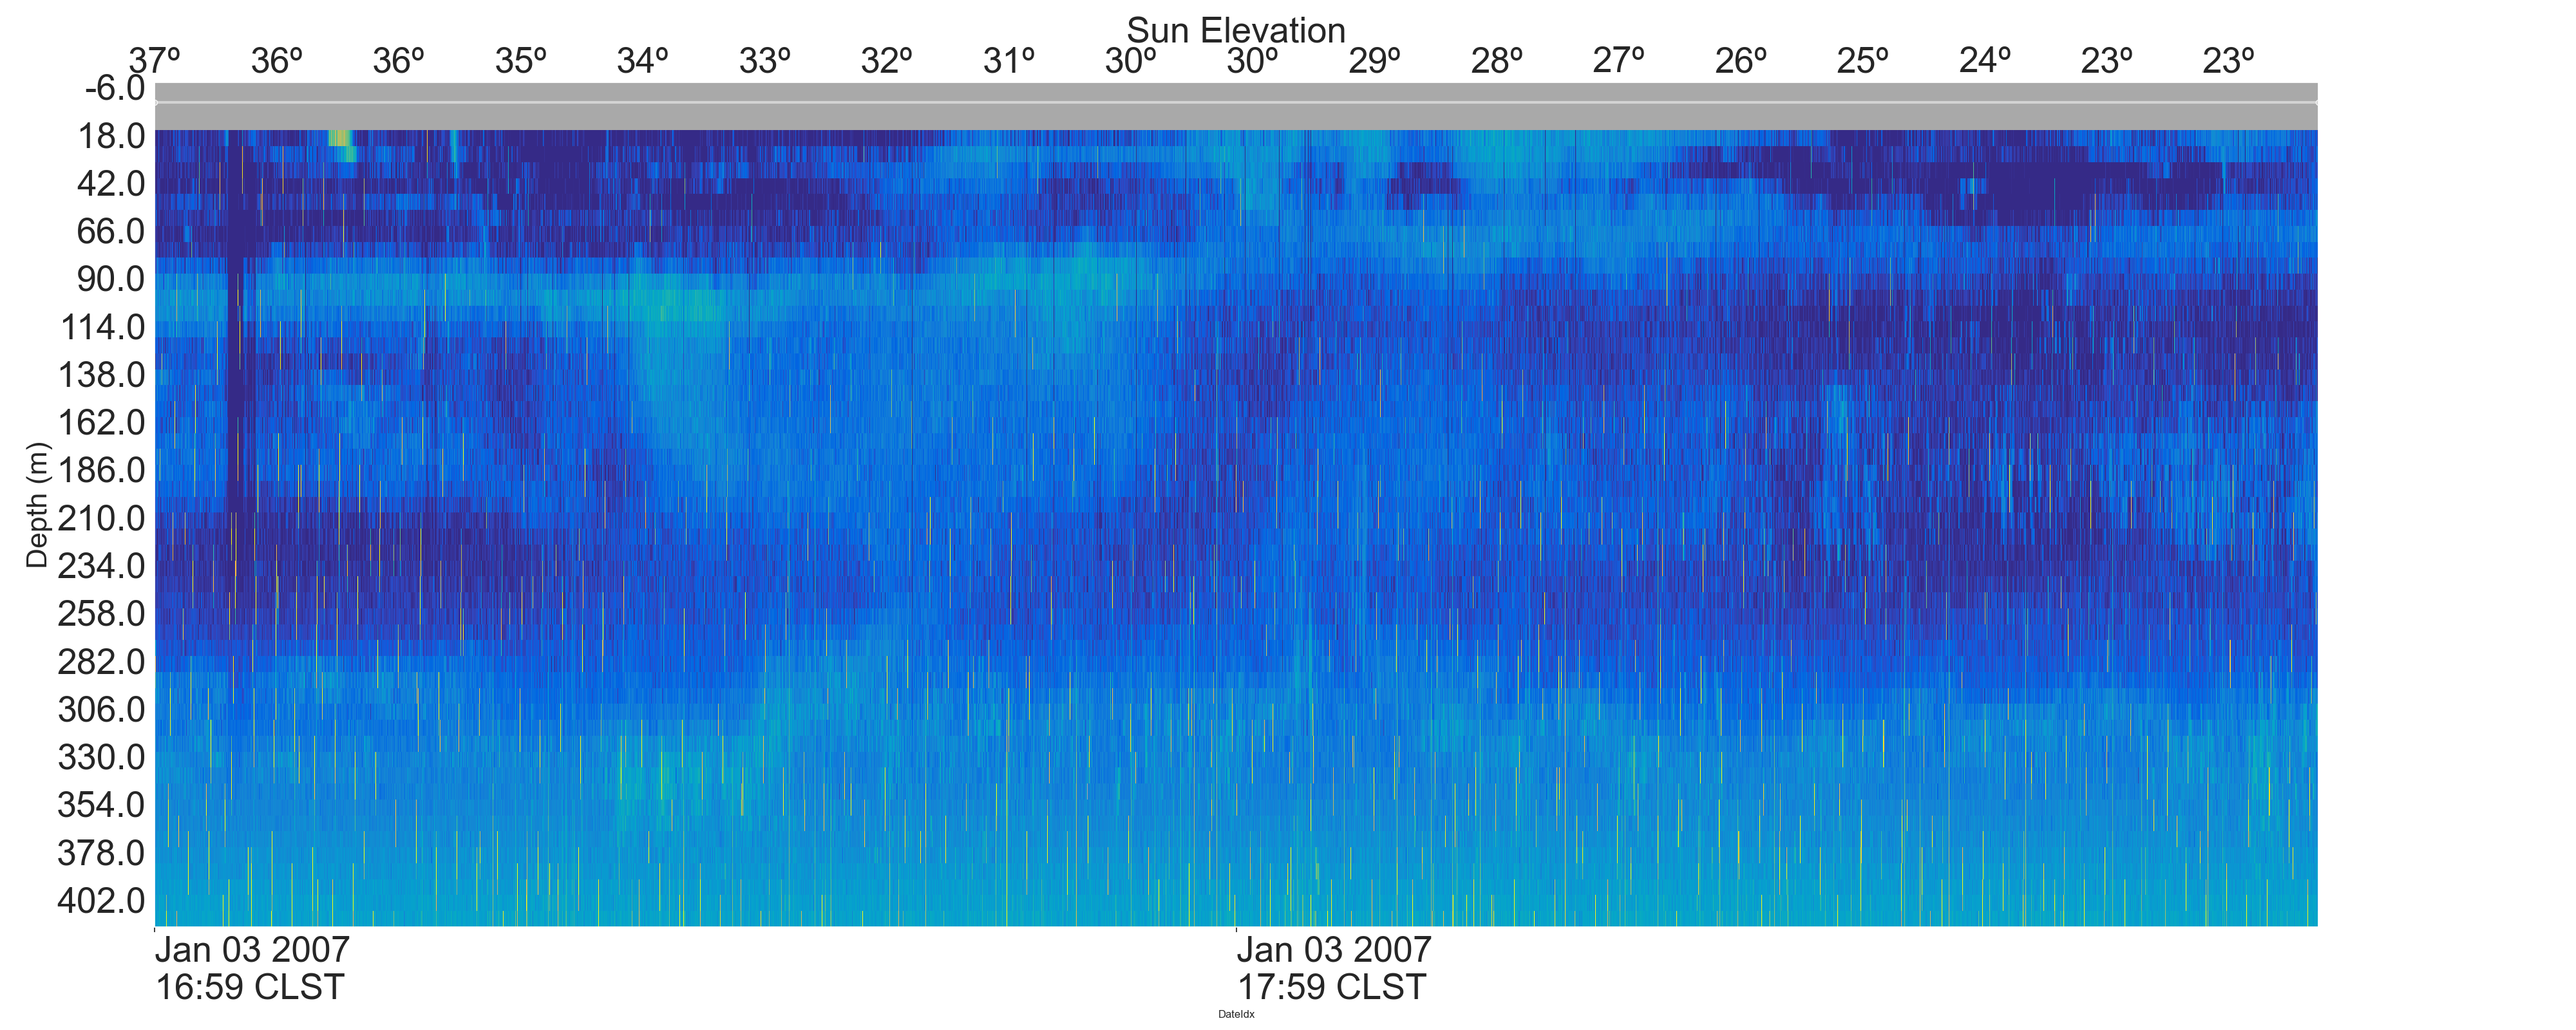 Sun Elevation
37º 36º 36º 35º 34º 33º 32º 31º 30º 30º 29º 28º 27º 26º 25º 24º 23º 23º
-6.0
18.0
42.0
66.0
90.0
114.0
138.0
162.0
186.0
210.0
234.0
258.0
282.0
306.0
330.0
354.0
378.0
402.0
Depth (m)
Jan 03 2007
16:59 CLST
Jan 03 2007
17:59 CLST
DateIdx